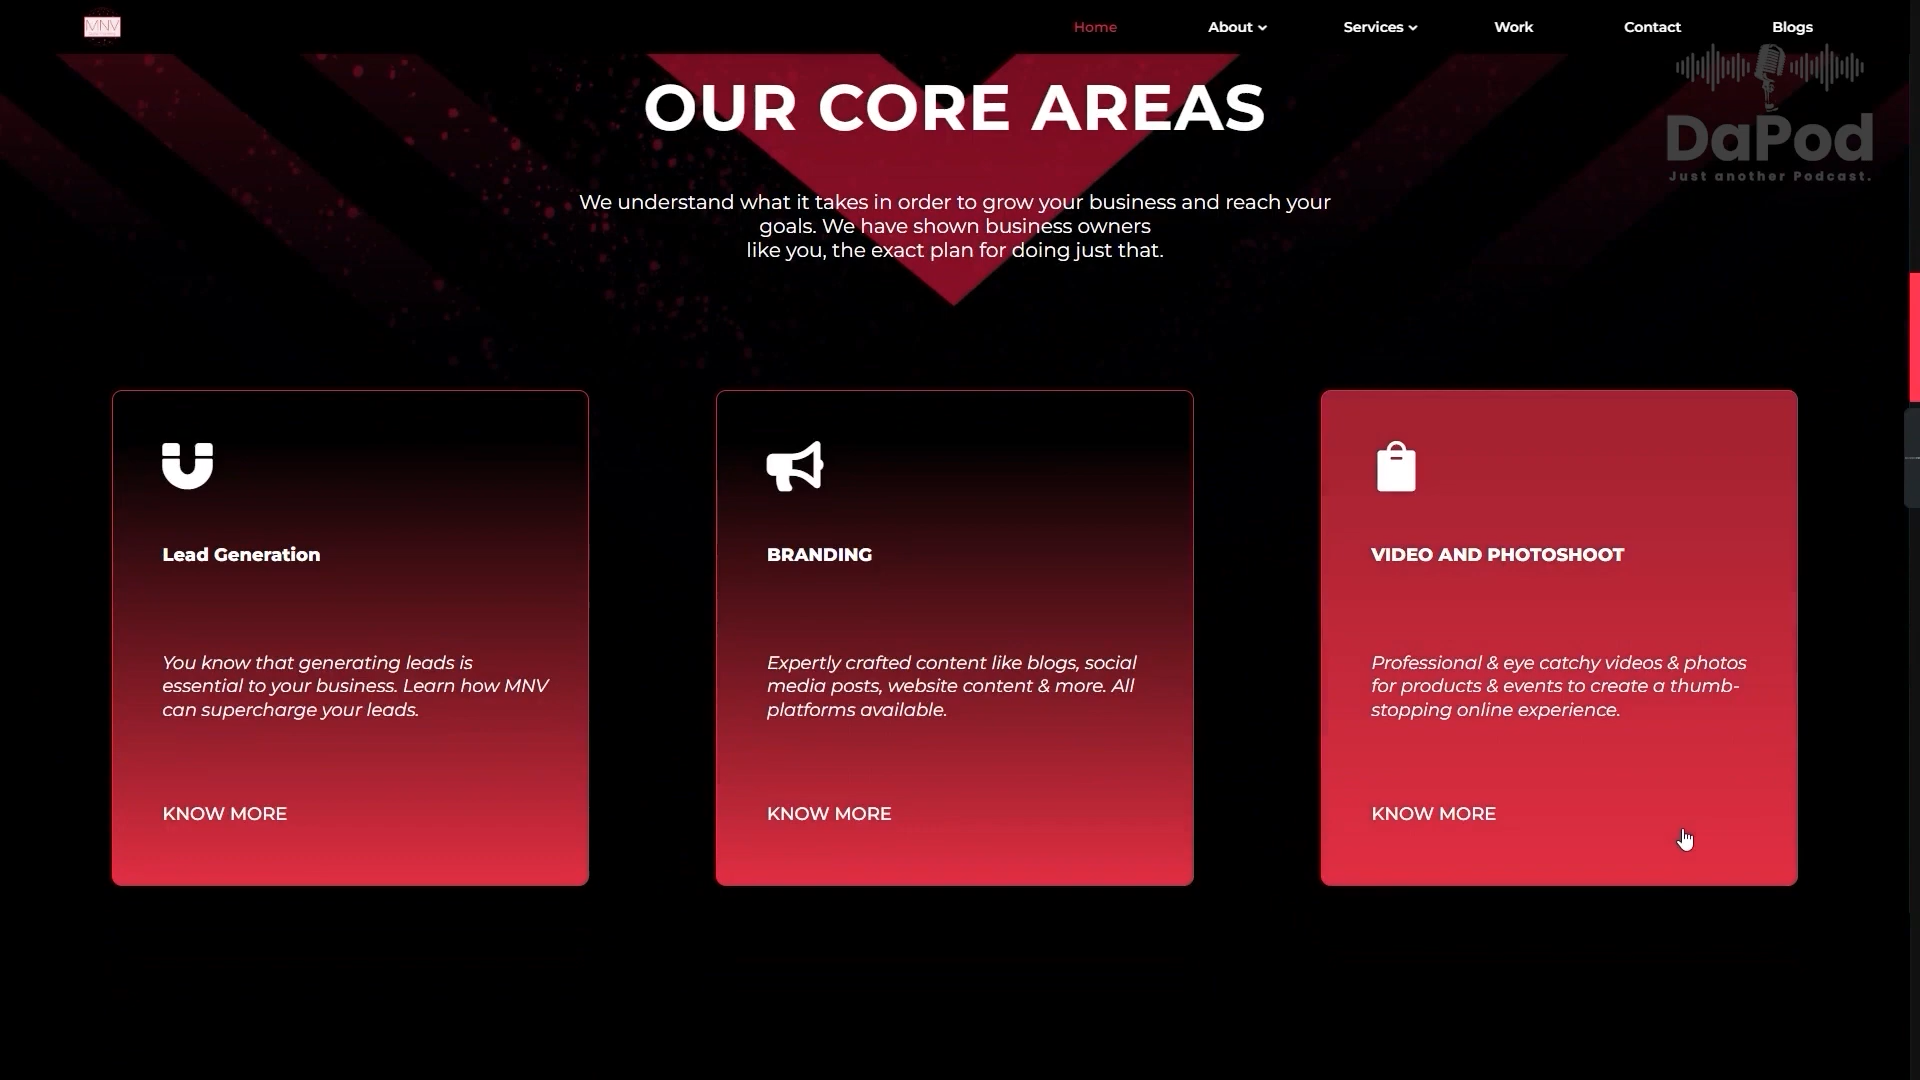 MNV
Home
About
Services
Work
Contact
Blogs
DaPod
Just another Podcast.
OUR CORE AREAS
We understand what it takes in order to grow your business and reach your
goals. We have shown business owners
like you, the exact plan for doing just that.
Lead Generation
You know that generating leads is
essential to your business. Learn how MNV
can supercharge your leads.
KNOW MORE
BRANDING
Expertly crafted content like blogs, social
media posts, website content & more. All
platforms available.
KNOW MORE
VIDEO AND PHOTOSHOOT
Professional & eye catchy videos & photos
for products & events to create a thumb-
stopping online experience.
KNOW MORE